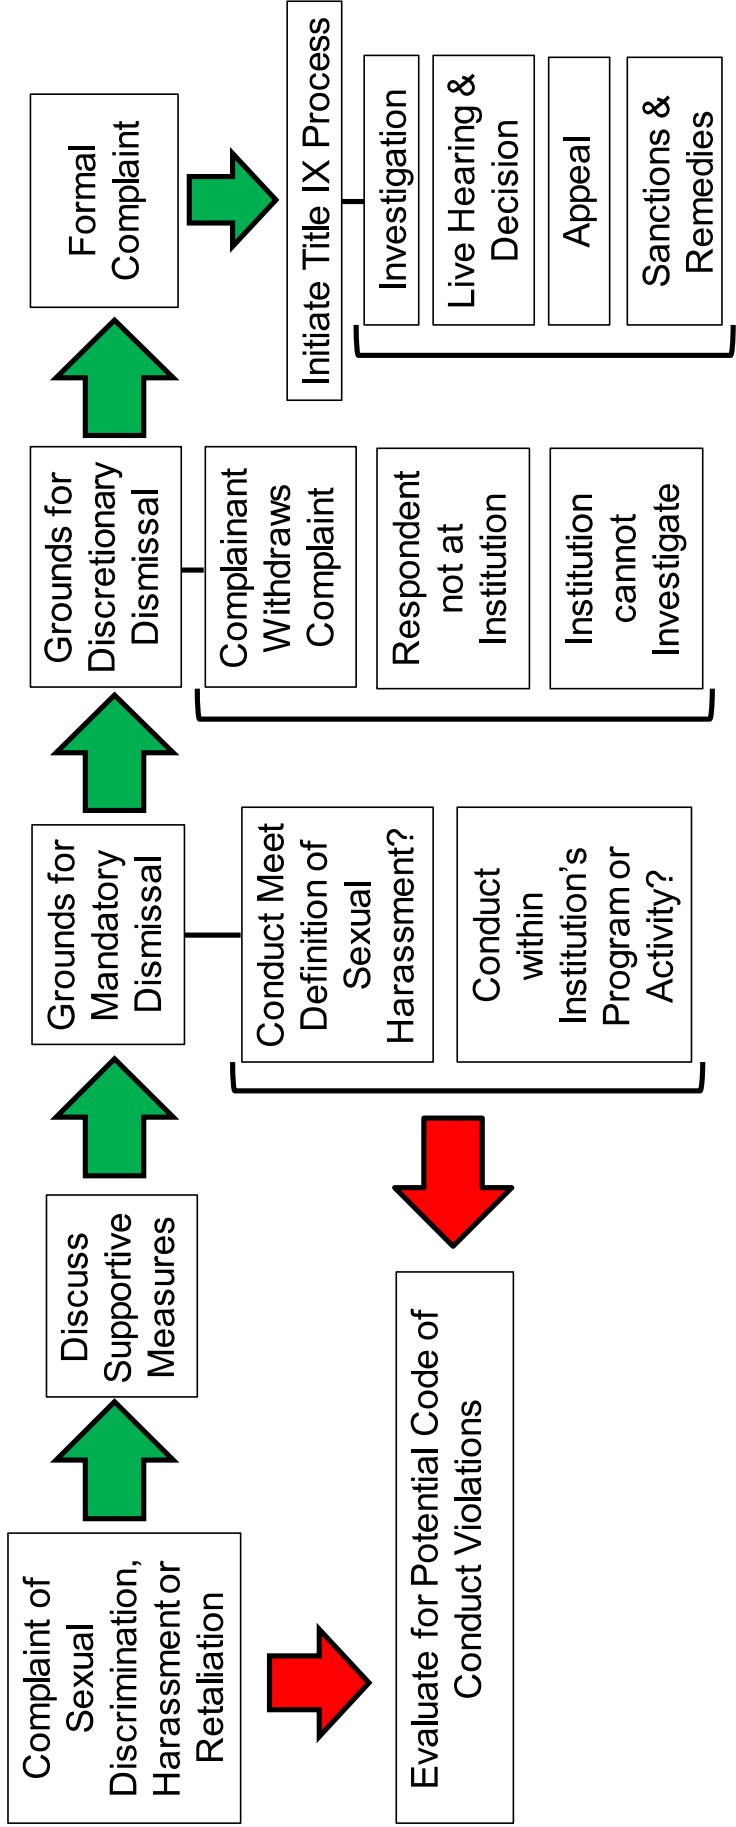 Complaint of
Sexual
Discrimination,
Harassment or
Retaliation
Discuss
Supportive
Measures
Grounds for
Mandatory
Dismissal
Grounds for
Discretionary
Dismissal
Formal
Complaint
Conduct Meet
Definition of
Sexual
Harassment?
Conduct
within
Institution’s
Program or
Activity?
Complainant
Withdraws
Complaint
Respondent
not at
Institution
Institution
cannot
Investigate
Initiate Title IX Process
Investigation
Live Hearing &
Decision
Appeal
Sanctions &
Remedies
Evaluate for Potential Code of
Conduct Violations